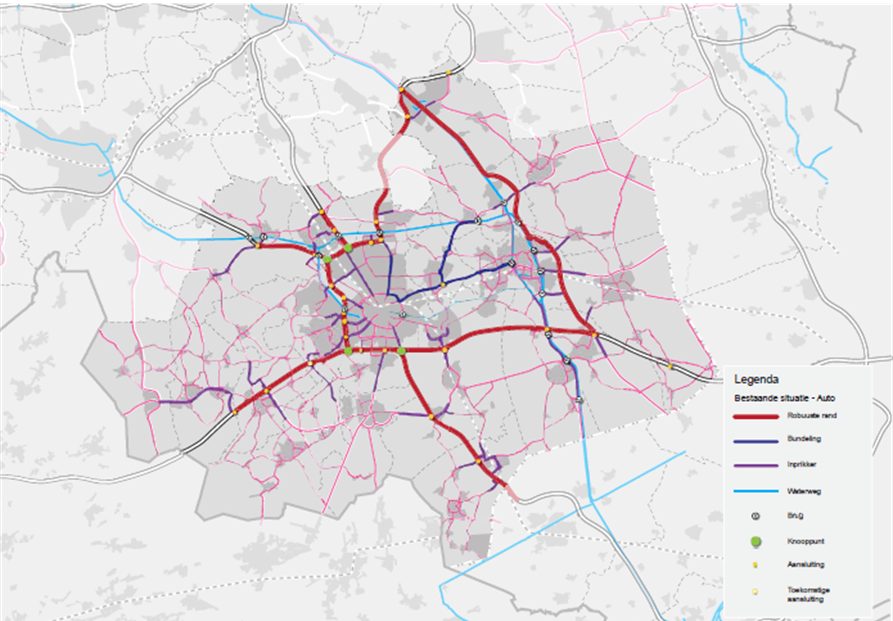 Legenda
Bestaande situatie - Auto
Robuuste rand
Bundeling
Inprikker
Waterweg
Brug
Knooppunt
Aansluiting
Toekomstige
aansluiting